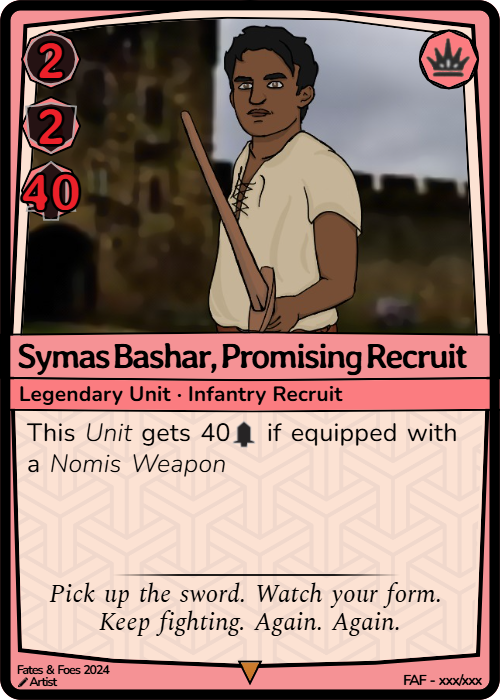 2
2
40
Symas Bashar, Promising Recruit
Legendary Unit · Infantry Recruit
This Unit gets 40 if equipped with
a Nomis Weapon
Pick up the sword. Watch your form.
Keep fighting. Again. Again.
Fates & Foes 2024
Artist
FAF - xxx/xxx